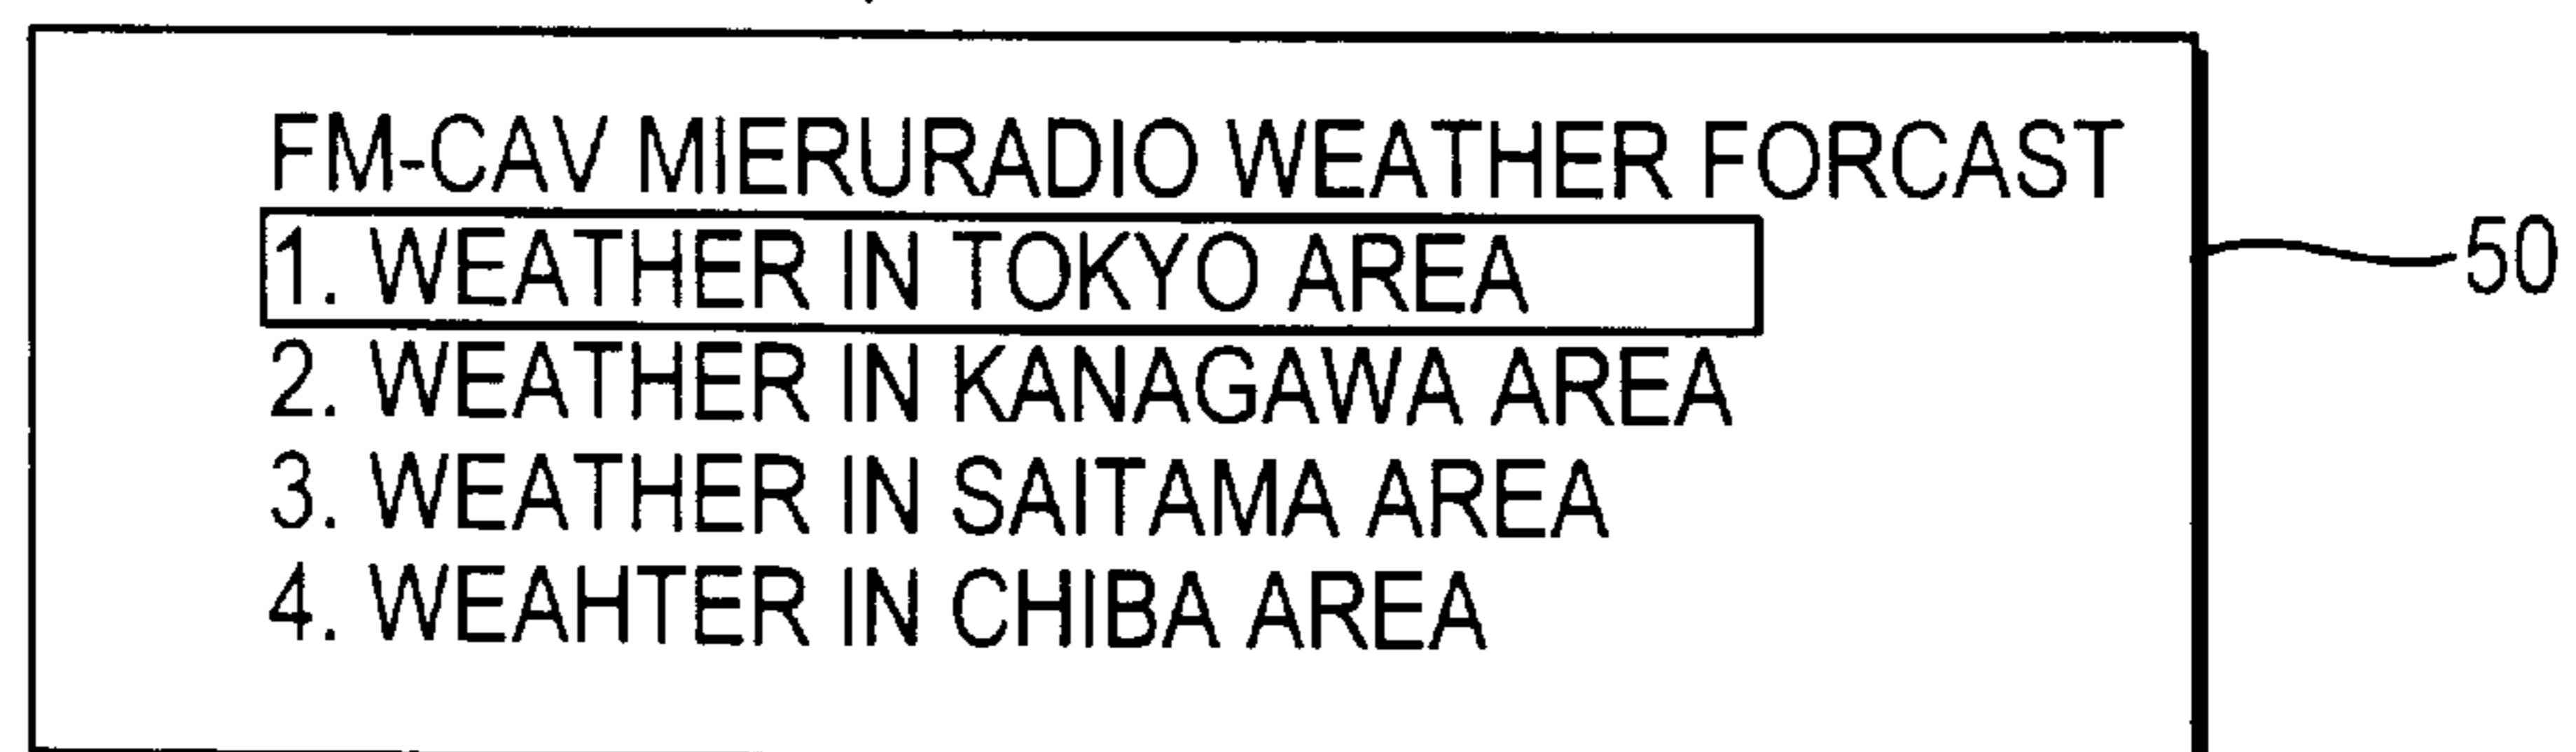 FM-CAV MIERURADIO WEATHER FORCAST
1. WEATHER IN TOKYO AREA
50
2. WEATHER IN KANAGAWA AREA
3. WEATHER IN SAITAMA AREA
4. WEAHTER IN CHIBA AREA